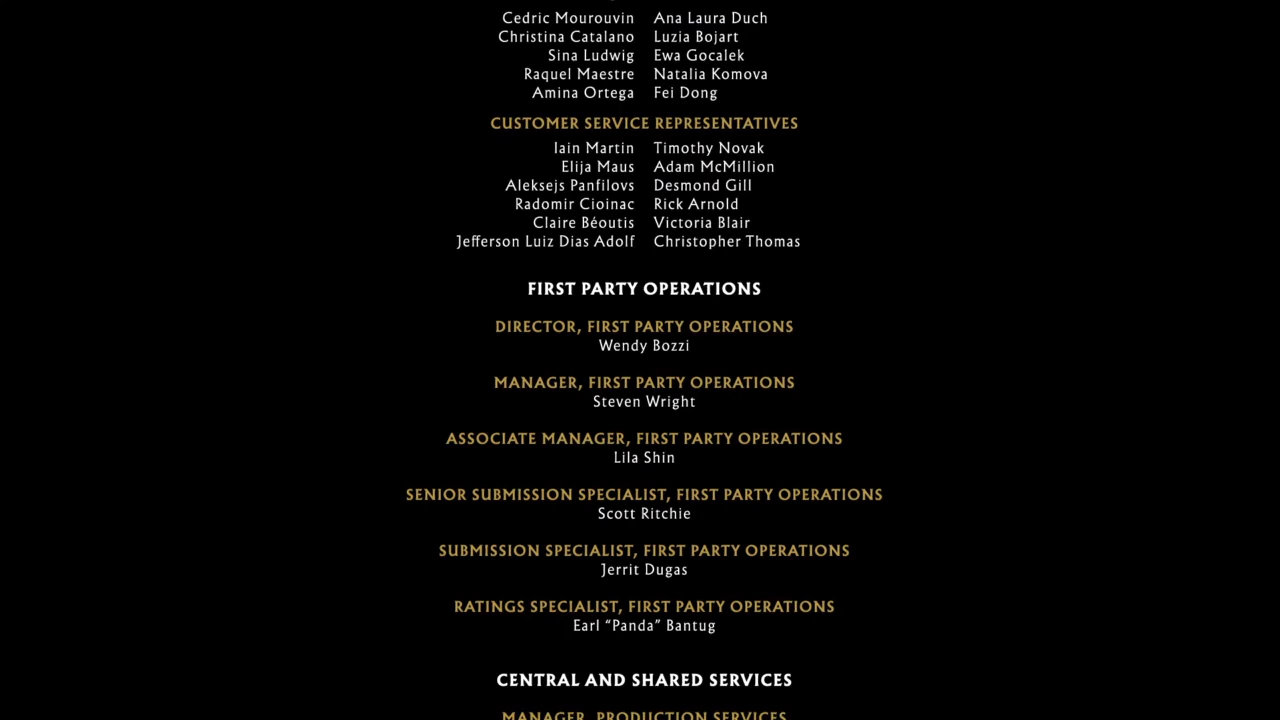 Cedric Mourouvin Ana Laura Duch
Christina Catalano Luzia Bojart
Sina Ludwig Ewa Gocalek
Raquel Maestre Natalia Komova
Amina Ortega Fei Dong
CUSTOMER SERVICE REPRESENTATIVES
Iain Martin Timothy Novak
Elija Maus Adam McMillion
Aleksejs Panfilovs Desmond Gill
Radomir Cioinac Rick Arnold
Claire Béoutis Victoria Blair
Jefferson Luiz Dias Adolf Christopher Thomas
FIRST PARTY OPERATIONS
DIRECTOR, FIRST PARTY OPERATIONS
Wendy Bozzi
MANAGER, FIRST PARTY OPERATIONS
Steven Wright
ASSOCIATE MANAGER, FIRST PARTY OPERATIONS
Lila Shin
SENIOR SUBMISSION SPECIALIST, FIRST PARTY OPERATIONS
Scott Ritchie
SUBMISSION SPECIALIST, FIRST PARTY OPERATIONS
Jerrit Dugas
RATINGS SPECIALIST, FIRST PARTY OPERATIONS
Earl “Panda” Bantug
CENTRAL AND SHARED SERVICES
MANAGER, PRODUCTION SERVICES